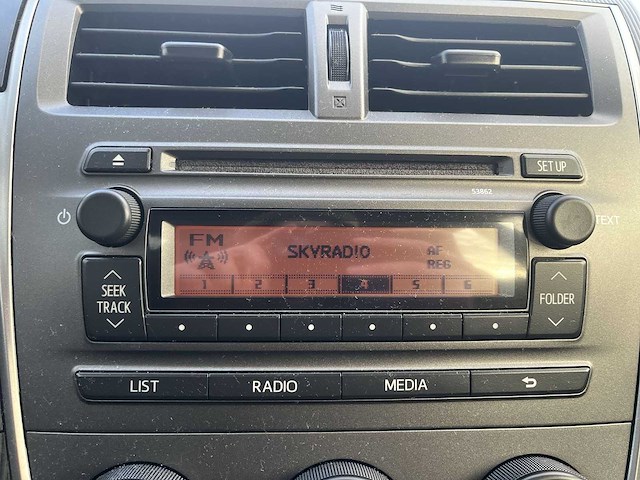 SET UP
53862
TEXT
FM
SKYRADIO
AF
REG
1 2 3 4 5 6
SEEK
TRACK
FOLDER
LIST RADIO MEDIA